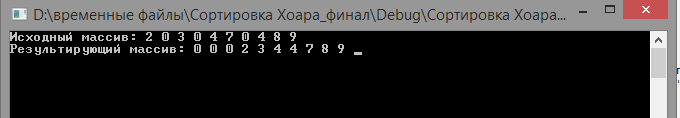 D:\временные файлы\Сортировка Хоара_финал\Debug\Сортировка Хоара...
Исходный массив: 2 0 3 0 4 7 0 4 8 9
Результирующий массив: 0 0 0 2 3 4 4 7 8 9